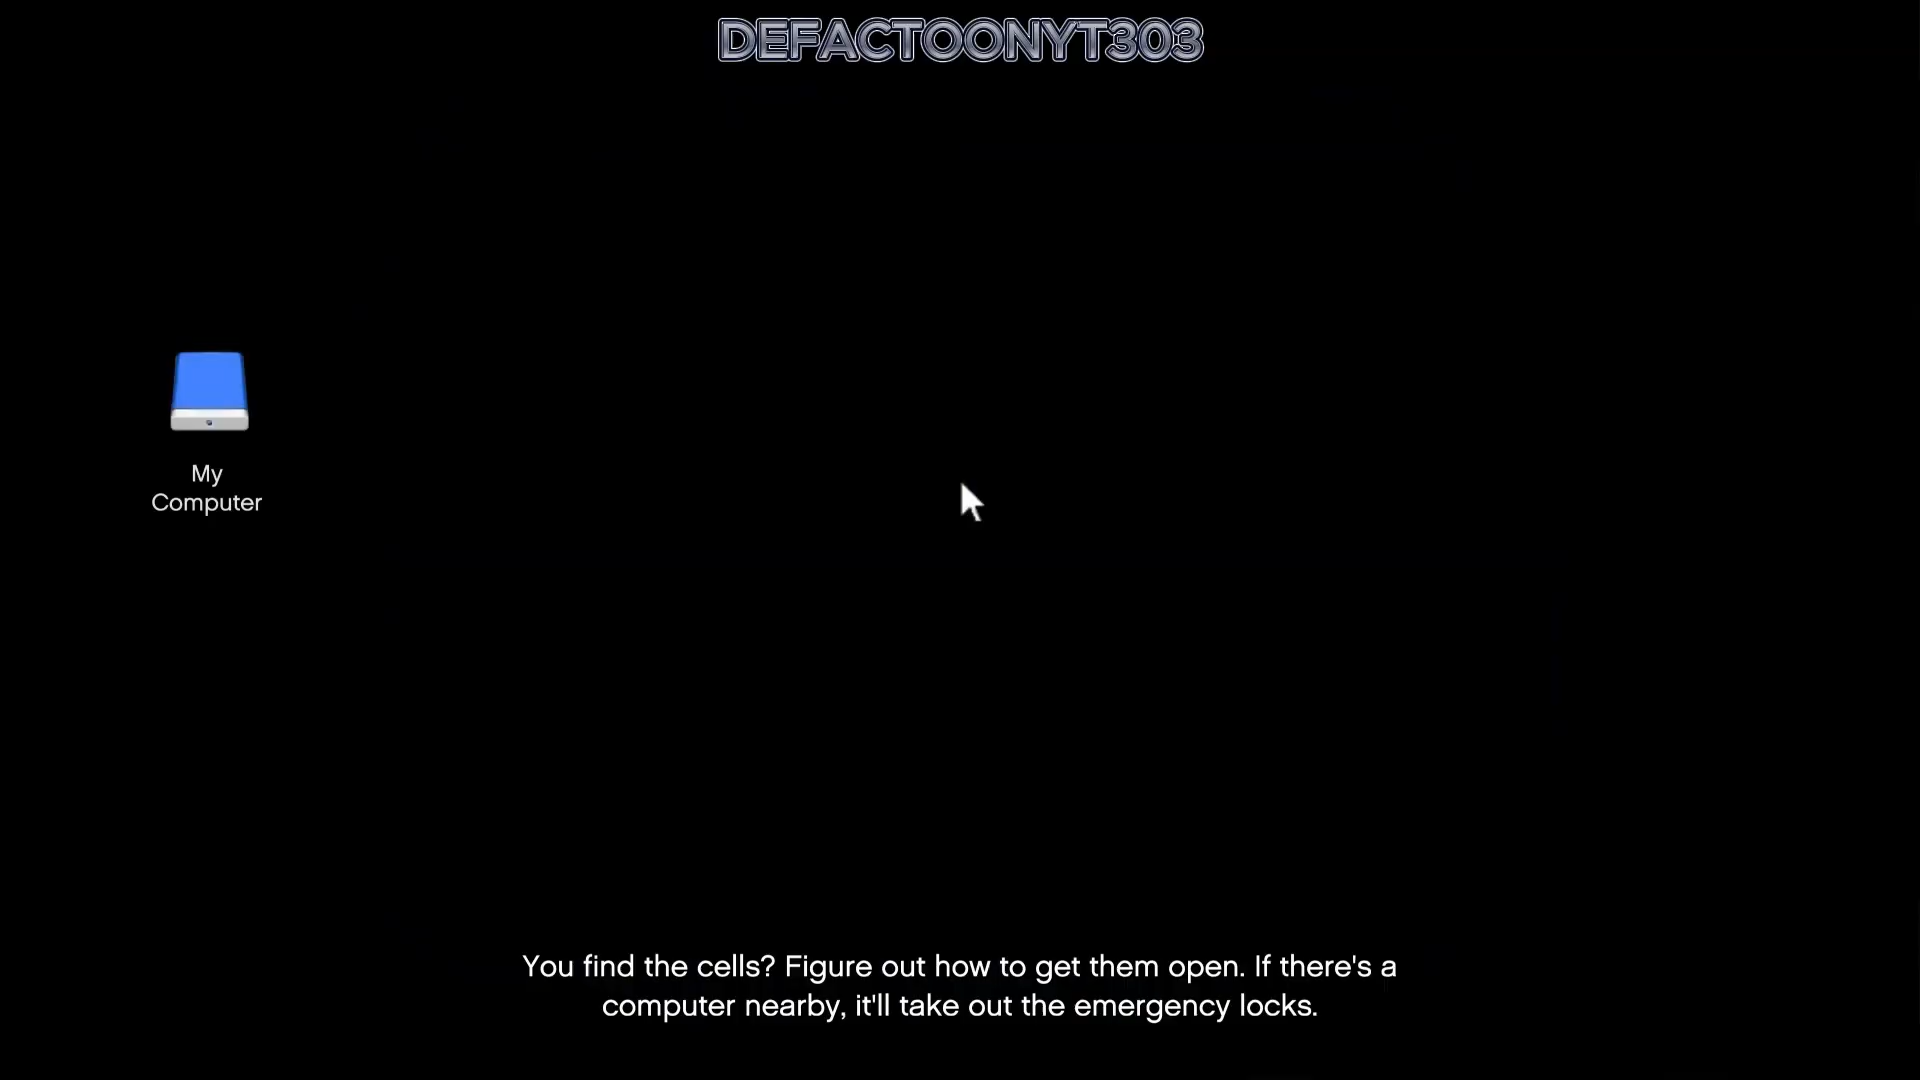 DEFACTOONYT303
My
Computer
You find the cells? Figure out how to get them open. If there's a
computer nearby, it'll take out the emergency locks.